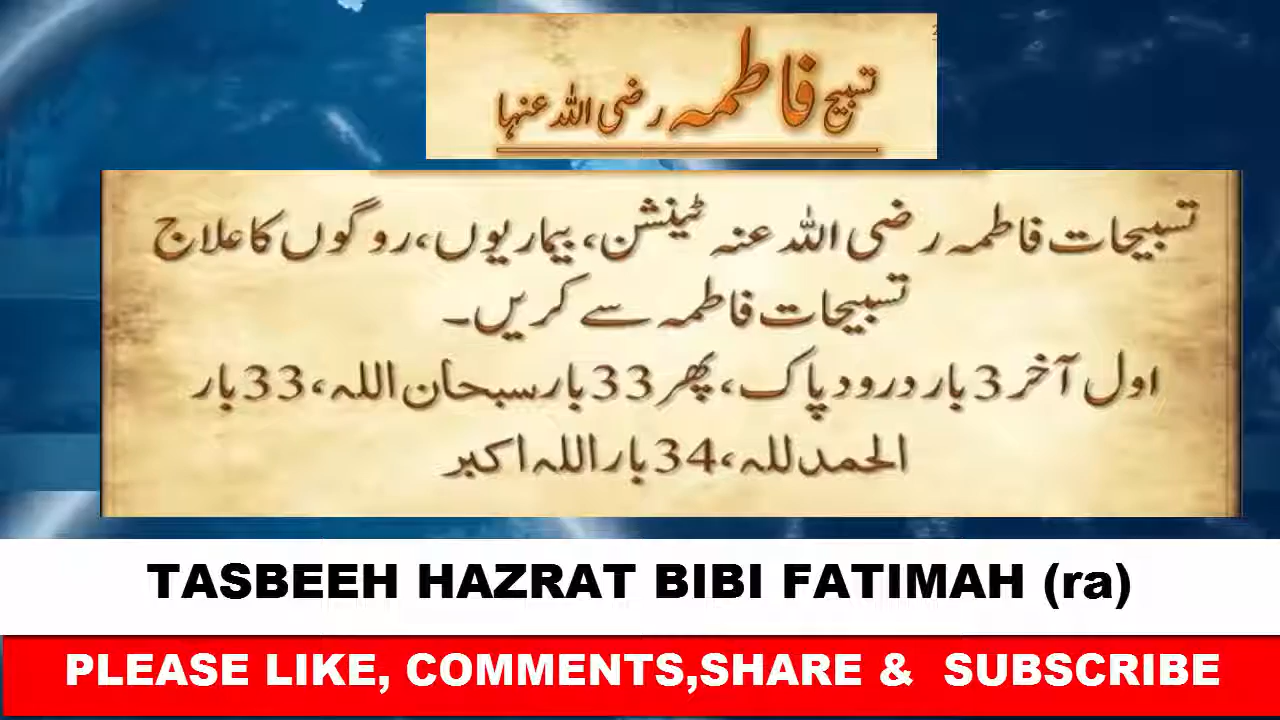 تسبیح فاطمہ رضی اللہ عنہا
تسبیحات فاطمہ رضی اللہ عنہ ٹینشن، بیماریوں، روگوں کا علاج
تسبیحات فاطمہ سے کریں۔
اول آخر 3 بار درود پاک، پھر 33 بار سبحان اللہ، 33 بار
الحمدللہ، 34 بار اللہ اکبر
TASBEEH HAZRAT BIBI FATIMAH (ra)
PLEASE LIKE, COMMENTS,SHARE & SUBSCRIBE